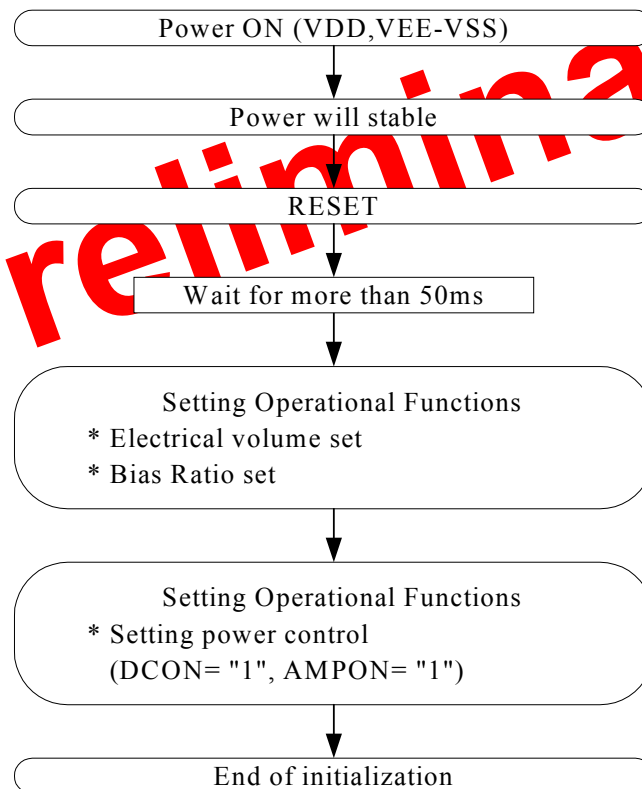 Power ON (VDD,VEE-VSS)
Power will stable
RESET
Wait for more than 50ms
Setting Operational Functions
* Electrical volume set
* Bias Ratio set
Setting Operational Functions
* Setting power control
(DCON= "1", AMPON= "1")
End of initialization
relimina